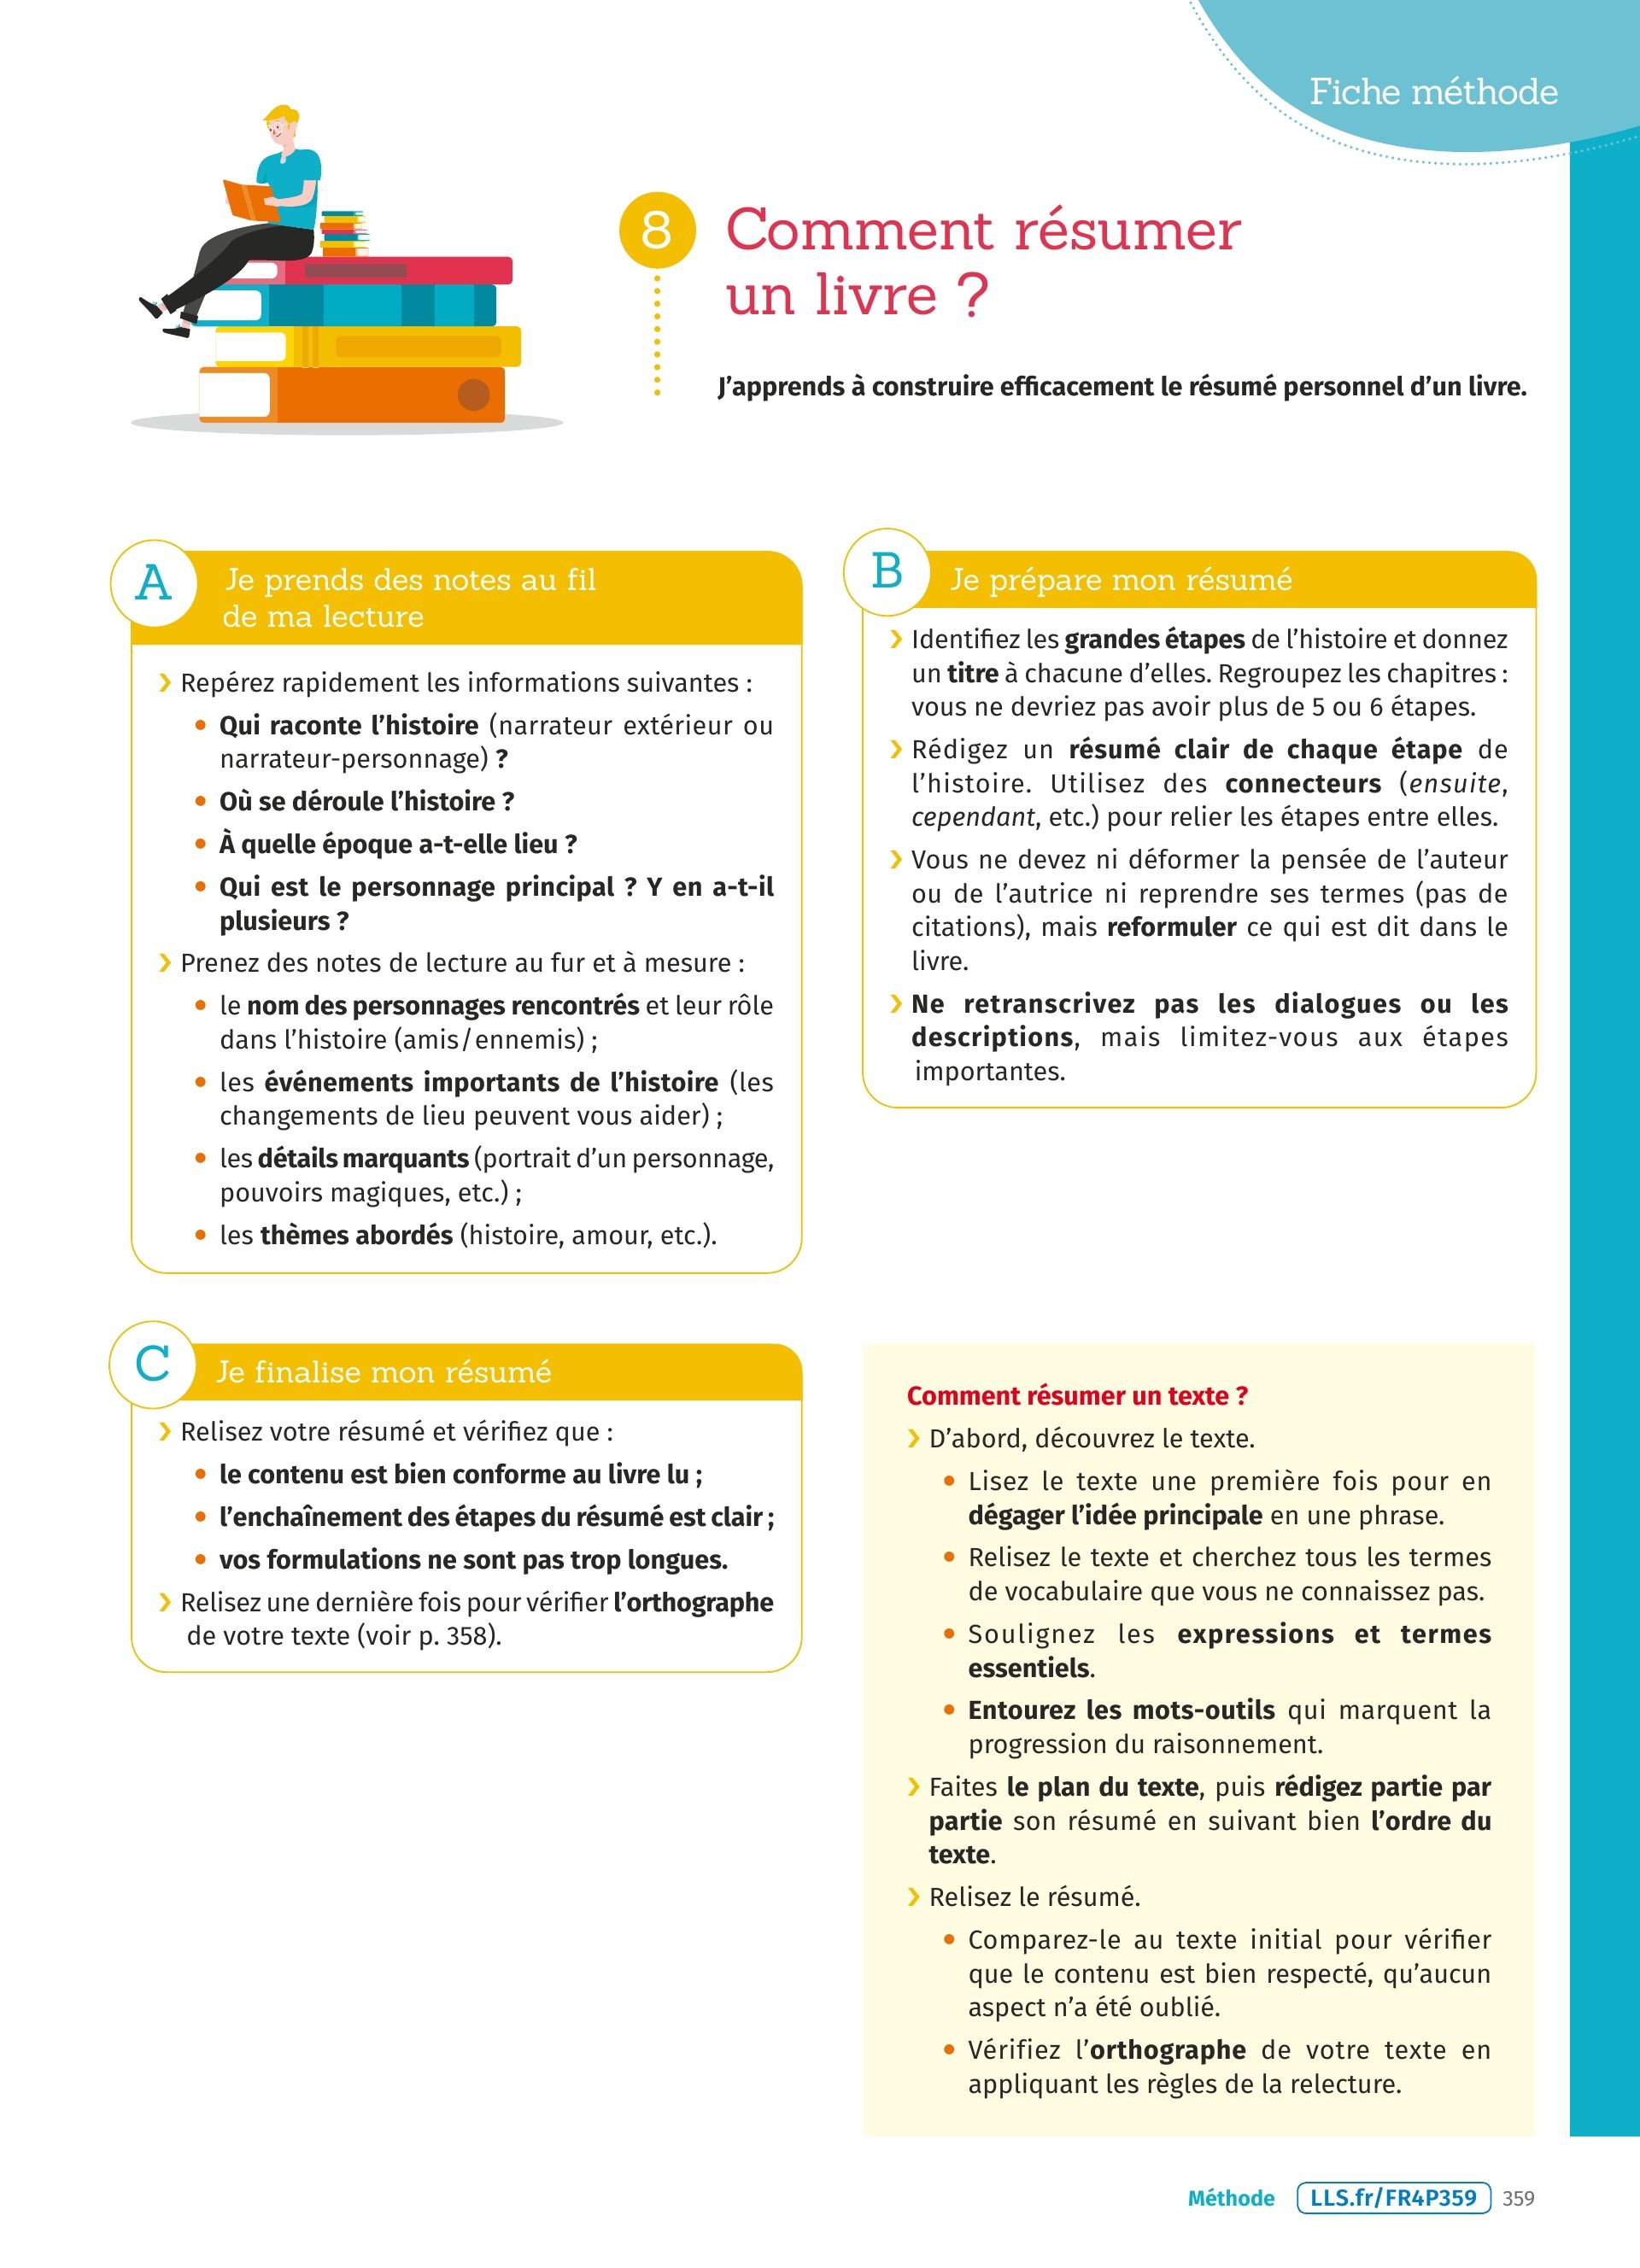 Fiche méthode
8
Comment résumer
un livre ?
J'apprends à construire efficacement le résumé personnel d'un livre.
A
Je prends des notes au fil
de ma lecture
› Repérez rapidement les informations suivantes :
• Qui raconte l'histoire (narrateur extérieur ou
narrateur-personnage) ?
• Où se déroule l'histoire ?
• À quelle époque a-t-elle lieu ?
• Qui est le personnage principal ? Y en a-t-il
plusieurs ?
› Prenez des notes de lecture au fur et à mesure :
• le nom des personnages rencontrés et leur rôle
dans l'histoire (amis/ennemis) ;
• les événements importants de l'histoire (les
changements de lieu peuvent vous aider) ;
• les détails marquants (portrait d'un personnage,
pouvoirs magiques, etc.) ;
• les thèmes abordés (histoire, amour, etc.).
B
Je prépare mon résumé
› Identifiez les grandes étapes de l'histoire et donnez
un titre à chacune d'elles. Regroupez les chapitres :
vous ne devriez pas avoir plus de 5 ou 6 étapes.
› Rédigez un résumé clair de chaque étape de
l'histoire. Utilisez des connecteurs (ensuite,
cependant, etc.) pour relier les étapes entre elles.
› Vous ne devez ni déformer la pensée de l'auteur
ou de l'autrice ni reprendre ses termes (pas de
citations), mais reformuler ce qui est dit dans le
livre.
› Ne retranscrivez pas les dialogues ou les
descriptions, mais limitez-vous aux étapes
importantes.
C
Je finalise mon résumé
› Relisez votre résumé et vérifiez que :
• le contenu est bien conforme au livre lu ;
• l'enchaînement des étapes du résumé est clair ;
• vos formulations ne sont pas trop longues.
› Relisez une dernière fois pour vérifier l'orthographe
de votre texte (voir p. 358).
Comment résumer un texte ?
› D'abord, découvrez le texte.
• Lisez le texte une première fois pour en
dégager l'idée principale en une phrase.
• Relisez le texte et cherchez tous les termes
de vocabulaire que vous ne connaissez pas.
• Soulignez les expressions et termes
essentiels.
• Entourez les mots-outils qui marquent la
progression du raisonnement.
› Faites le plan du texte, puis rédigez partie par
partie son résumé en suivant bien l'ordre du
texte.
› Relisez le résumé.
• Comparez-le au texte initial pour vérifier
que le contenu est bien respecté, qu'aucun
aspect n'a été oublié.
• Vérifiez l'orthographe de votre texte en
appliquant les règles de la relecture.
Méthode LLS.fr/FR4P359 359